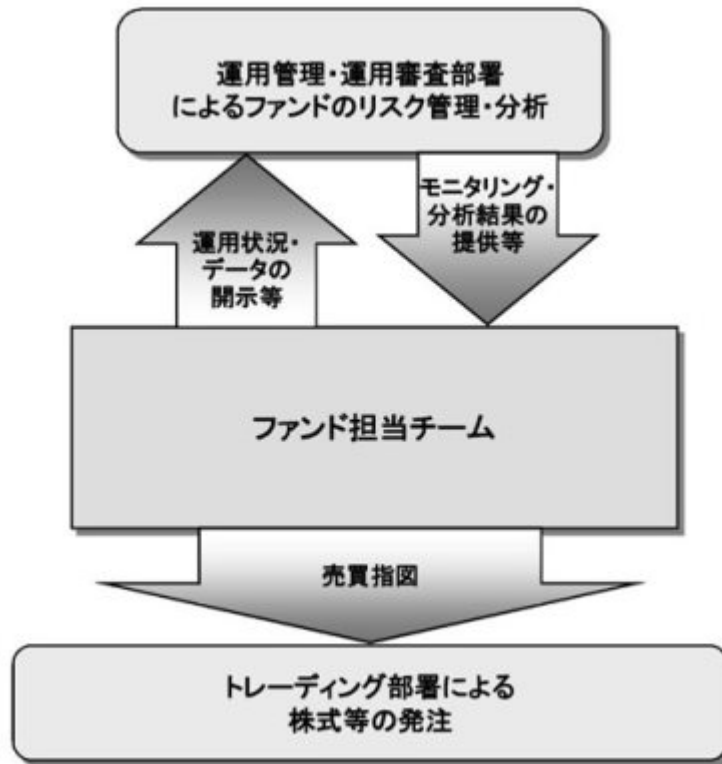 運用管理・運用審査部署
によるファンドのリスク管理・分析
運用状況・
データの
開示等
モニタリング・
分析結果の
提供等
ファンド担当チーム
売買指図
トレーディング部署による
株式等の発注